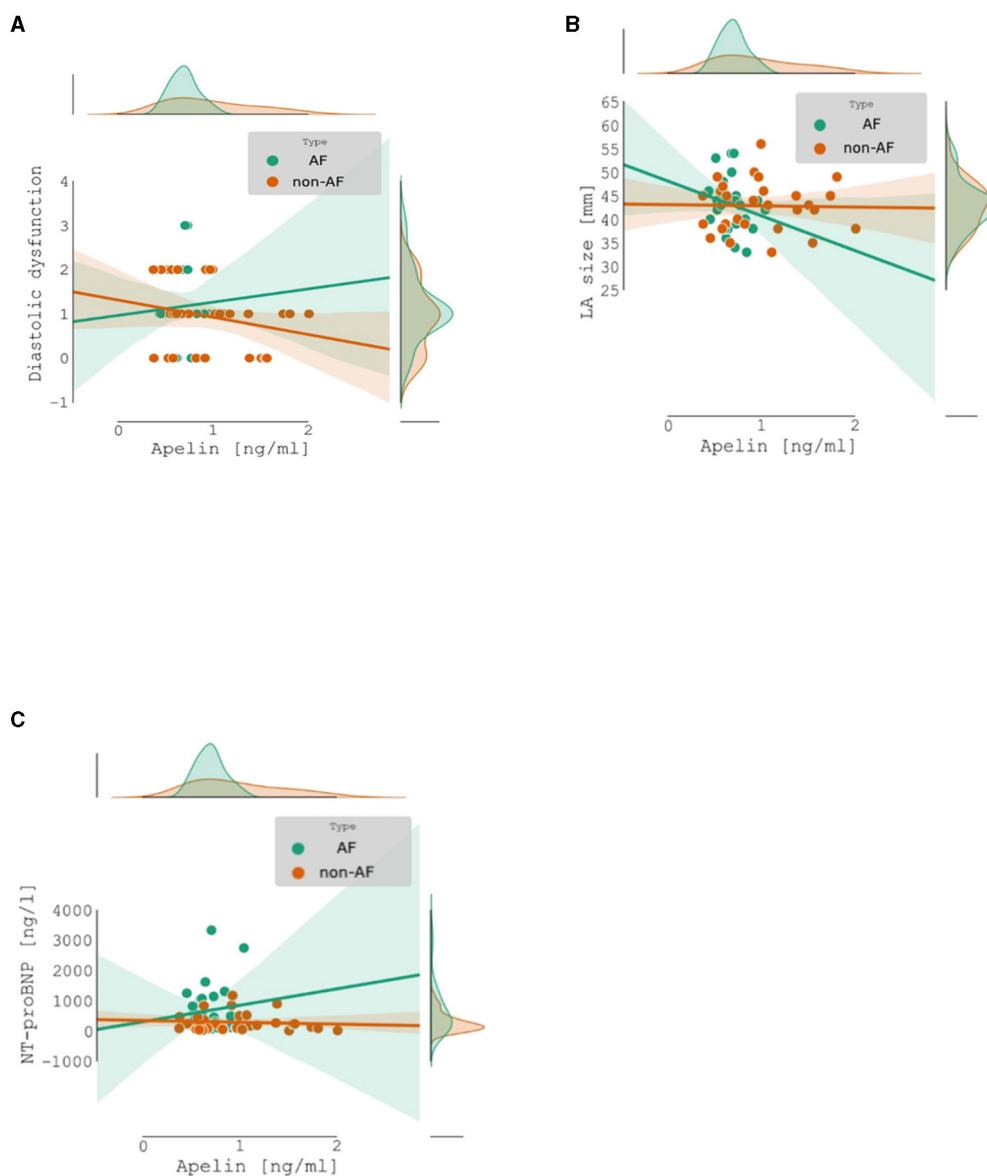 A
Type
AF
non-AF
Diastolic dysfunction
4
3
2
1
0
−1
0 1 2
Apelin [ng/ml]
B
Type
AF
non-AF
LA size [mm]
65
60
55
50
45
40
35
30
25
0 1 2
Apelin [ng/ml]
C
Type
AF
non-AF
NT-proBNP [ng/l]
4000
3000
2000
1000
0
−1000
0 1 2
Apelin [ng/ml]